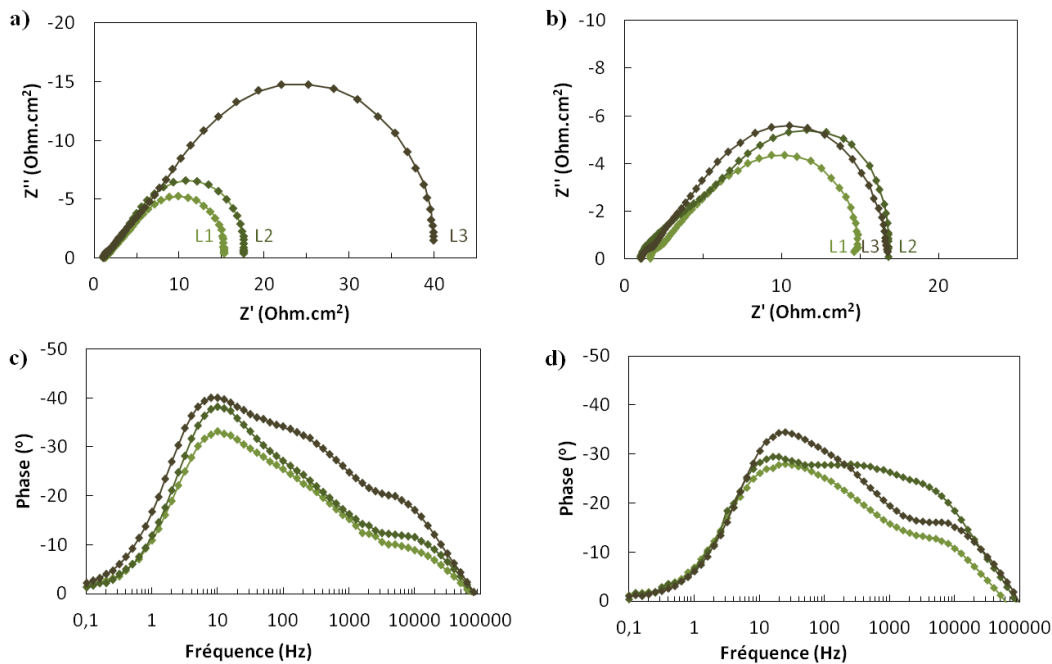 a)
-20
-15
-10
-5
0
Z'' (Ohm.cm²)
0
10
20
30
40
Z' (Ohm.cm²)
L1
L2
L3
b)
-10
-8
-6
-4
-2
0
Z'' (Ohm.cm²)
0
10
20
Z' (Ohm.cm²)
L1
L3
L2
c)
-50
-40
-30
-20
-10
0
Phase (°)
0,1
1
10
100
1000
10000
100000
Fréquence (Hz)
d)
-50
-40
-30
-20
-10
0
Phase (°)
0,1
1
10
100
1000
10000
100000
Fréquence (Hz)